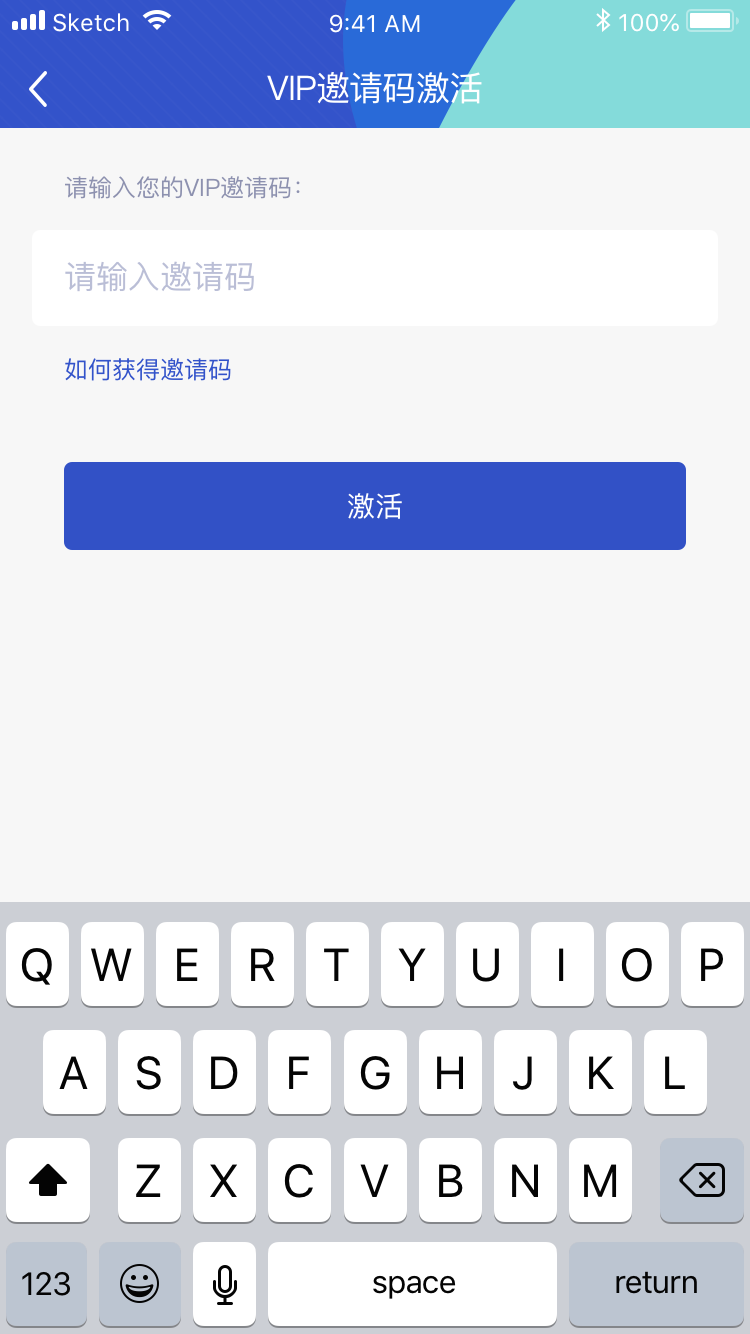 Sketch 9:41 AM 100%
VIP邀请码激活
请输入您的VIP邀请码：
请输入邀请码
如何获得邀请码
激活
Q W E R T Y U I O P
A S D F G H J K L
Z X C V B N M
123 space return